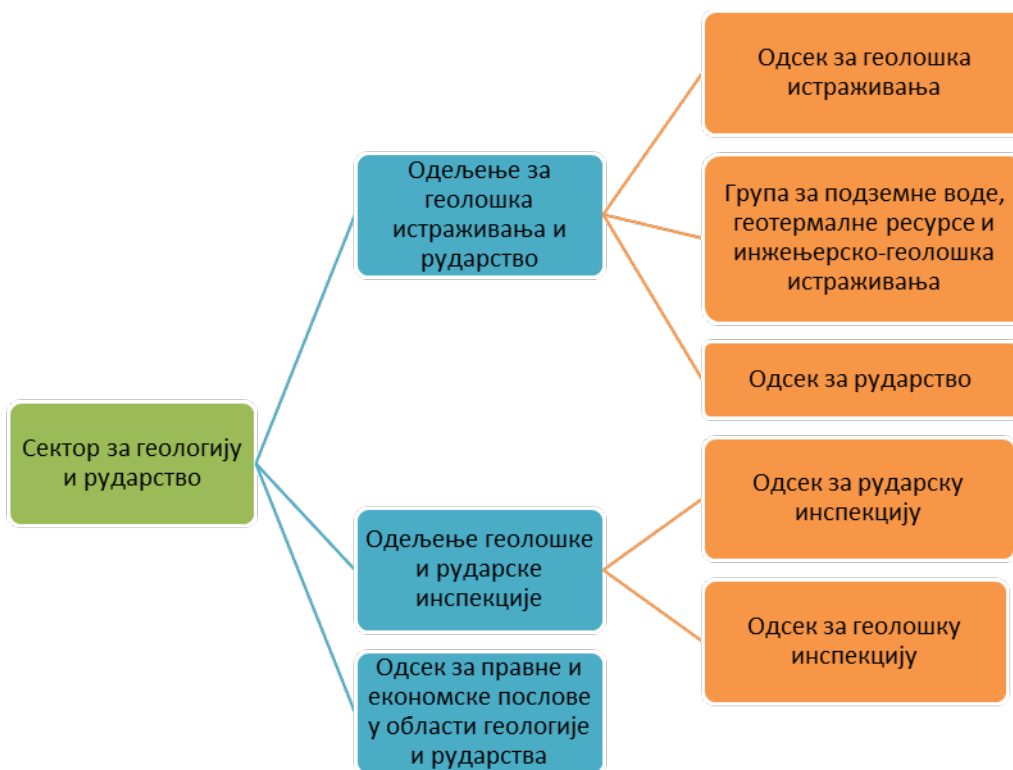 Сектор за геологију
и рударство
Одељење за
геолошка
истраживања и
рударство
Одсек за геолошка
истраживања
Група за подземне воде,
геотермалне ресурсе и
инжењерско-геолошка
истраживања
Одсек за рударство
Одељење геолошке
и рударске
инспекције
Одсек за рударску
инспекцију
Одсек за геолошку
инспекцију
Одсек за правне и
економске послове
у области геологије
и рударства